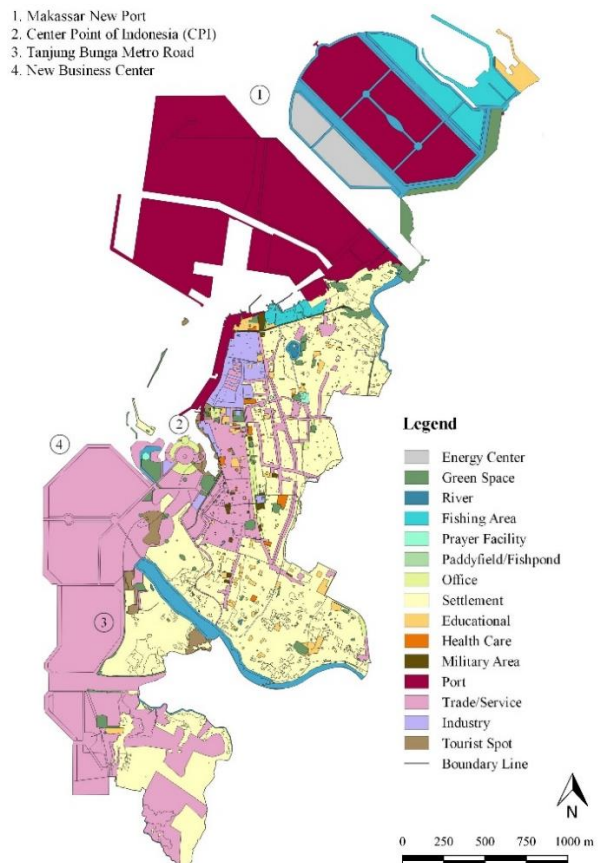 1. Makassar New Port
2. Center Point of Indonesia (CPI)
3. Tanjung Bunga Metro Road
4. New Business Center
1
2
4
3
Legend
Energy Center
Green Space
River
Fishing Area
Prayer Facility
Paddyfield/Fishpond
Office
Settlement
Educational
Health Care
Military Area
Port
Trade/Service
Industry
Tourist Spot
Boundary Line
N
0 250 500 750 1000 m